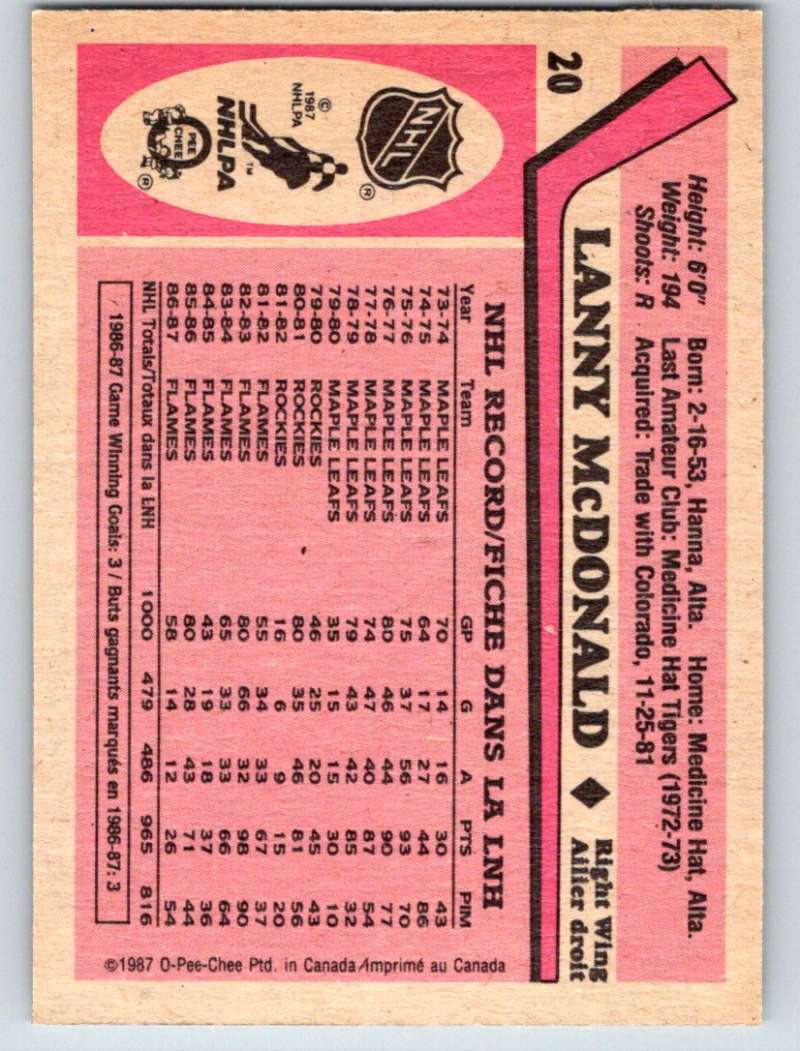 20
Height: 6'0" Born: 2-16-53, Hanna, Alta. Home: Medicine Hat, Alta.
Weight: 194 Last Amateur Club: Medicine Hat Tigers (1972-73)
Shoots: R Acquired: Trade with Colorado, 11-25-81
LANNY McDONALD ◆ Right Wing
Ailier droit
NHL
®
© 1987
NHLPA
™
NHLPA
O
PEE
CHEE
®
NHL RECORD/FICHE DANS LA LNH
Year Team GP G A PTS PIM
73-74 MAPLE LEAFS 70 14 16 30 43
74-75 MAPLE LEAFS 64 17 27 44 86
75-76 MAPLE LEAFS 75 37 56 93 70
76-77 MAPLE LEAFS 80 46 44 90 77
77-78 MAPLE LEAFS 74 47 40 87 54
78-79 MAPLE LEAFS 79 43 42 85 32
79-80 MAPLE LEAFS 35 15 15 30 10
79-80 ROCKIES 46 25 20 45 43
80-81 ROCKIES 80 35 46 81 56
81-82 ROCKIES 16 6 9 15 20
81-82 FLAMES 55 34 33 67 37
82-83 FLAMES 80 66 32 98 90
83-84 FLAMES 65 33 33 66 64
84-85 FLAMES 43 19 18 37 36
85-86 FLAMES 80 28 43 71 44
86-87 FLAMES 58 14 12 26 54
NHL Totals/Totaux dans la LNH 1000 479 486 965 816
1986-87 Game Winning Goals: 3 / Buts gagnants marqués en 1986-87: 3
©1987 O-Pee-Chee Ptd. in Canada/Imprimé au Canada